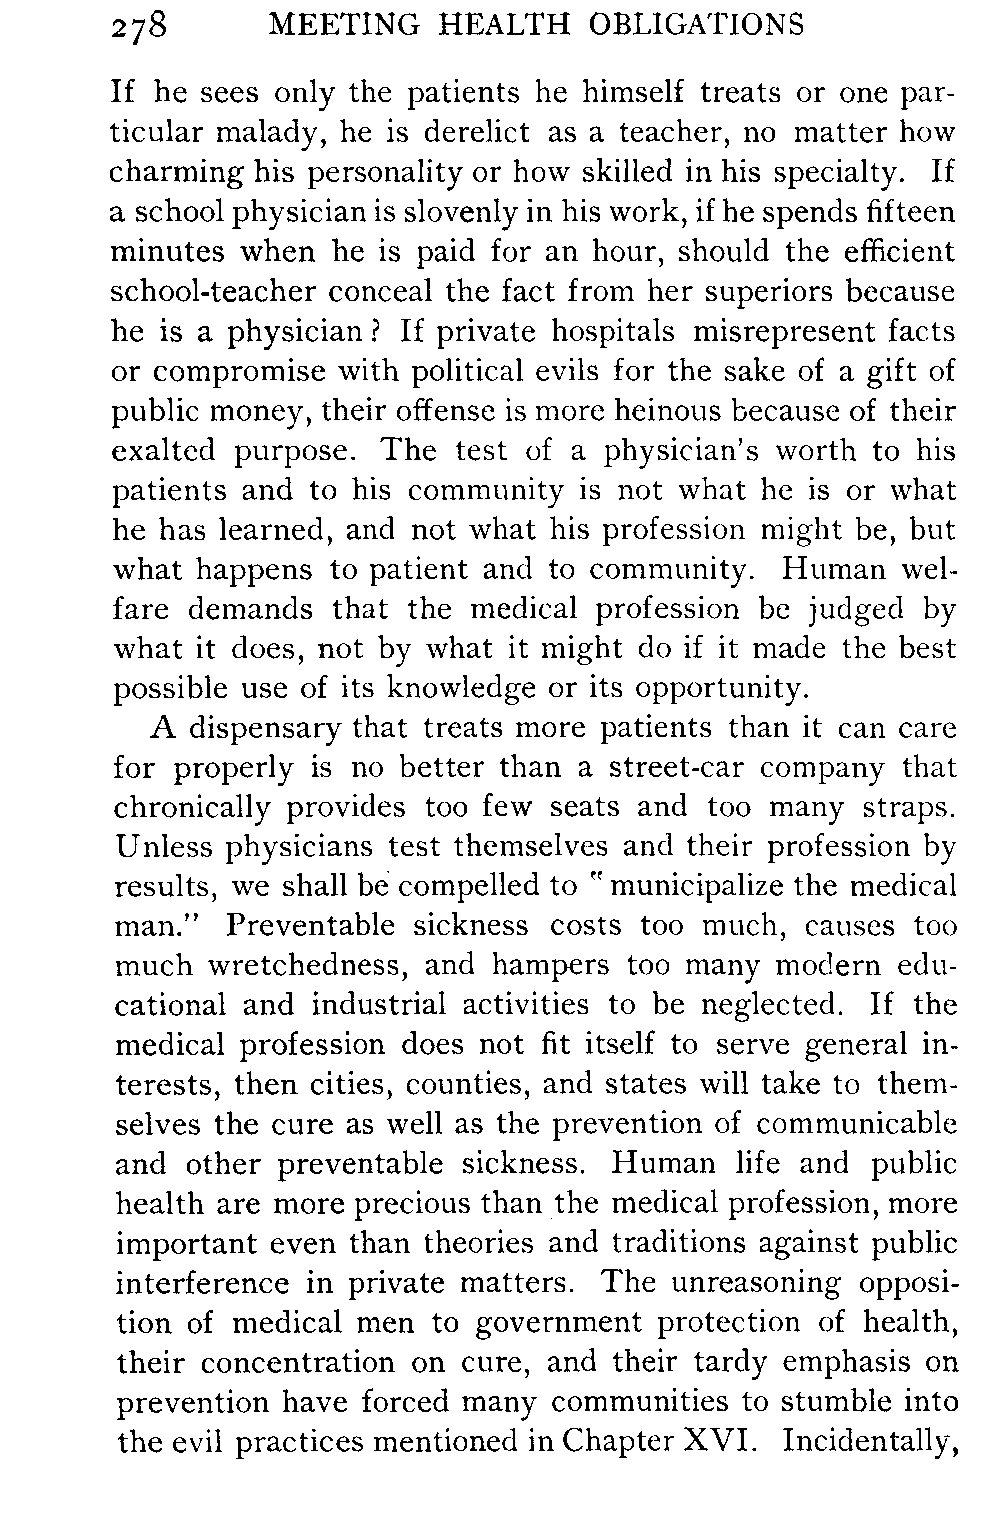 278 MEETING HEALTH OBLIGATIONS
If he sees only the patients he himself treats or one par-
ticular malady, he is derelict as a teacher, no matter how
charming his personality or how skilled in his specialty. If
a school physician is slovenly in his work, if he spends fifteen
minutes when he is paid for an hour, should the efficient
school-teacher conceal the fact from her superiors because
he is a physician? If private hospitals misrepresent facts
or compromise with political evils for the sake of a gift of
public money, their offense is more heinous because of their
exalted purpose. The test of a physician's worth to his
patients and to his community is not what he is or what
he has learned, and not what his profession might be, but
what happens to patient and to community. Human wel-
fare demands that the medical profession be judged by
what it does, not by what it might do if it made the best
possible use of its knowledge or its opportunity.
A dispensary that treats more patients than it can care
for properly is no better than a street-car company that
chronically provides too few seats and too many straps.
Unless physicians test themselves and their profession by
results, we shall be compelled to "municipalize the medical
man." Preventable sickness costs too much, causes too
much wretchedness, and hampers too many modern edu-
cational and industrial activities to be neglected. If the
medical profession does not fit itself to serve general in-
terests, then cities, counties, and states will take to them-
selves the cure as well as the prevention of communicable
and other preventable sickness. Human life and public
health are more precious than the medical profession, more
important even than theories and traditions against public
interference in private matters. The unreasoning opposi-
tion of medical men to government protection of health,
their concentration on cure, and their tardy emphasis on
prevention have forced many communities to stumble into
the evil practices mentioned in Chapter XVI. Incidentally,